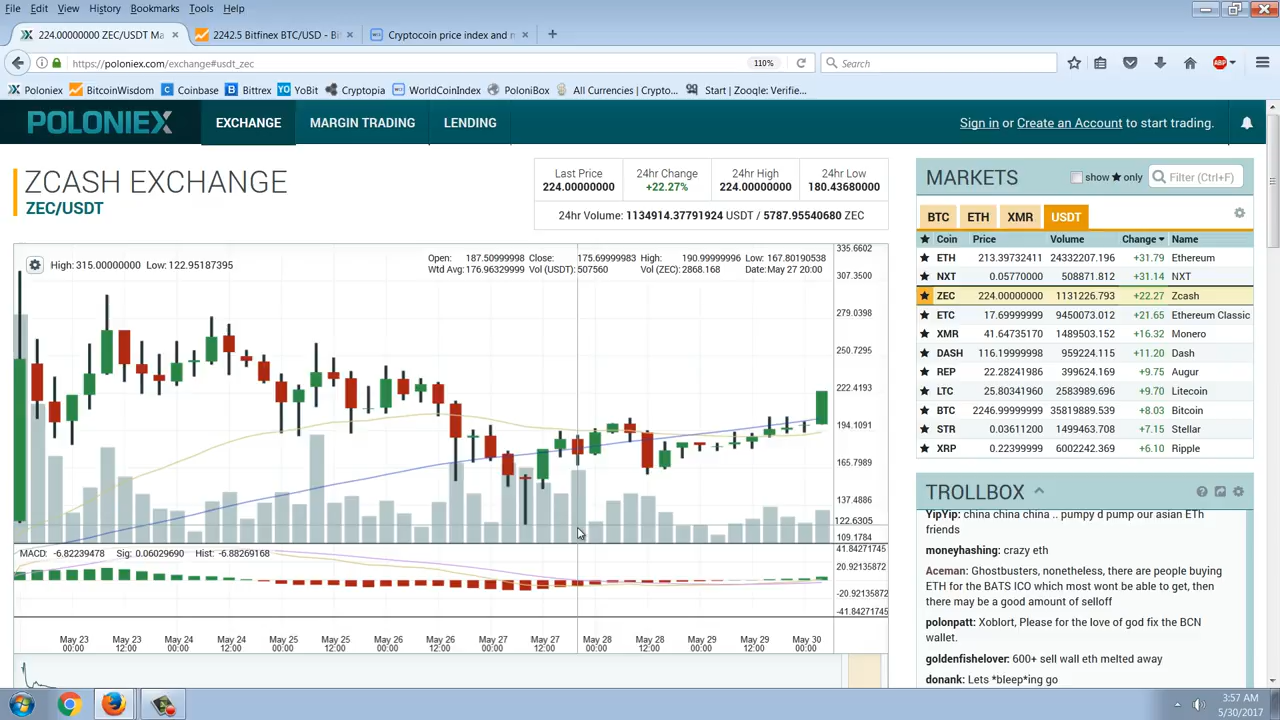 File Edit View History Bookmarks Tools Help
224.00000000 ZEC/USDT Ma × 2242.5 Bitfinex BTC/USD - Bi × Cryptocoin price index and m × +
https://poloniex.com/exchange#usdt_zec 110% Search
Poloniex BitcoinWisdom Coinbase Bittrex YoBit Cryptopia WorldCoinIndex PoloniBox All Currencies | Crypto... Start | Zooqle: Verifie...
POLONIEX EXCHANGE MARGIN TRADING LENDING Sign in or Create an Account to start trading.
ZCASH EXCHANGE
ZEC/USDT
Last Price 24hr Change 24hr High 24hr Low
224.00000000 +22.27% 224.00000000 180.43680000
24hr Volume: 1134914.37791924 USDT / 5787.95540680 ZEC
High: 315.00000000 Low: 122.95187395
Open: 187.50999998 Close: 175.69999983 High: 190.99999996 Low: 167.80190538
Wtd Avg: 176.96329999 Vol (USDT): 507560 Vol (ZEC): 2868.168 Date: May 27 20:00
335.6602
307.3500
279.0398
250.7295
222.4193
194.1091
165.7989
137.4886
122.6305
109.1784
MACD: -6.82239478 Sig: 0.06029690 Hist: -6.88269168
41.84271745
20.92135872
-20.92135872
-41.84271745
May 23 May 23 May 24 May 24 May 25 May 25 May 26 May 26 May 27 May 27 May 28 May 28 May 29 May 29 May 30
00:00 12:00 00:00 12:00 00:00 12:00 00:00 12:00 00:00 12:00 00:00 12:00 00:00 12:00 00:00
MARKETS show ★ only Filter (Ctrl+F)
BTC ETH XMR USDT
★ Coin Price Volume Change Name
★ ETH 213.39732411 24332207.196 +31.79 Ethereum
★ NXT 0.05770000 508871.812 +31.14 NXT
★ ZEC 224.00000000 1131226.793 +22.27 Zcash
★ ETC 17.69999999 9450073.012 +21.65 Ethereum Classic
★ XMR 41.64735170 1489503.152 +16.32 Monero
★ DASH 116.19999998 959224.115 +11.20 Dash
★ REP 22.28241986 399624.169 +9.75 Augur
★ LTC 25.80341960 2583989.696 +9.70 Litecoin
★ BTC 2246.99999999 35819889.539 +8.03 Bitcoin
★ STR 0.03611200 1499463.708 +7.15 Stellar
★ XRP 0.22399999 6002242.369 +6.10 Ripple
TROLLBOX
YipYip: china china china .. pumpy d pump our asian ETh
friends
moneyhashing: crazy eth
Aceman: Ghostbusters, nonetheless, there are people buying
ETH for the BATS ICO which most wont be able to get, then
there may be a good amount of selloff
polonpatt: Xoblort, Please for the love of god fix the BCN
wallet.
goldenfishelover: 600+ sell wall eth melted away
donank: Lets *bleep*ing go
3:57 AM
5/30/2017